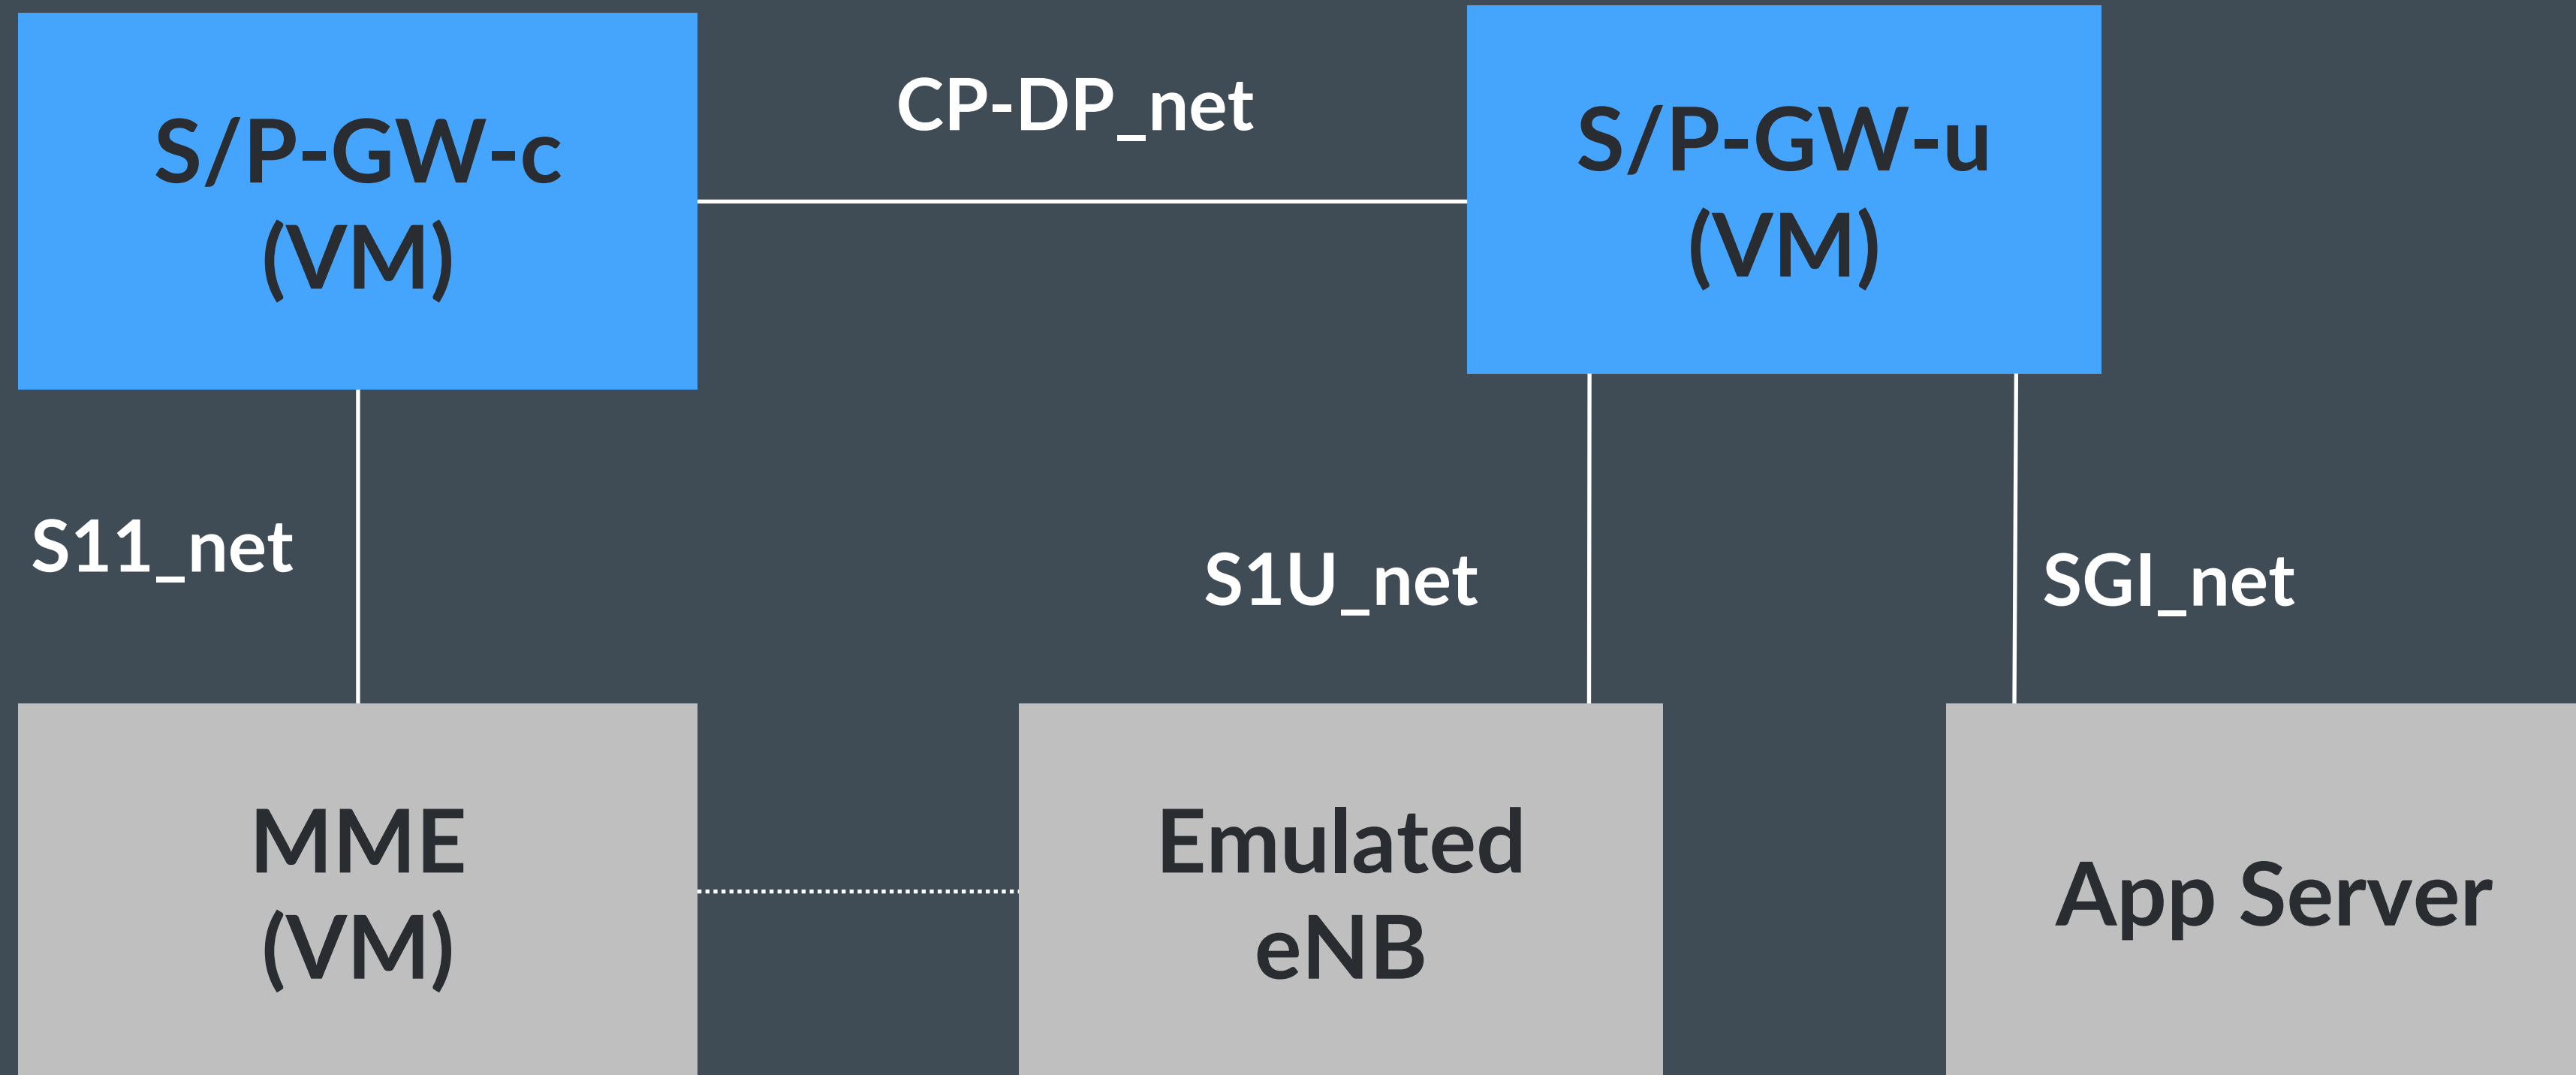 S/P-GW-c
(VM)
CP-DP_net
S/P-GW-u
(VM)
S11_net
S1U_net
SGI_net
MME
(VM)
Emulated
eNB
App Server